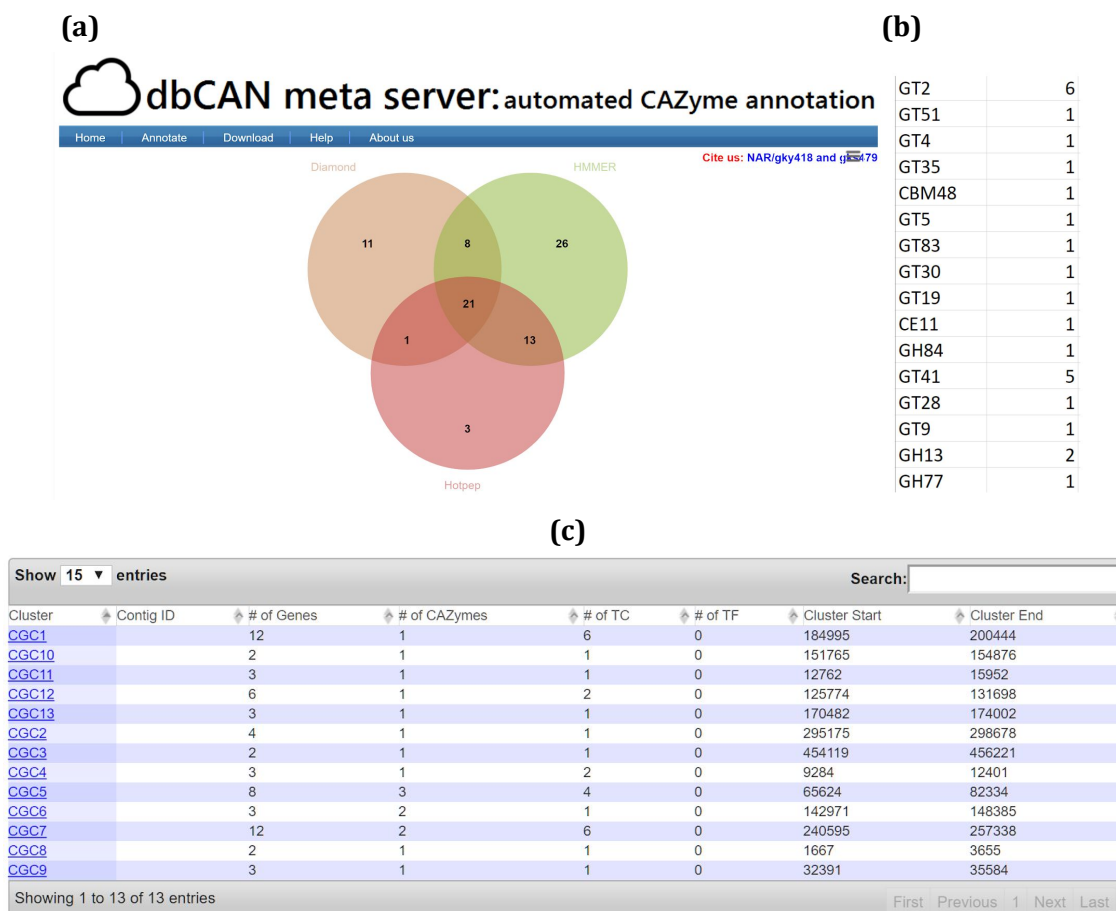 (a)
(b)
dbCAN meta server: automated CAZyme annotation
Home Annotate Download Help About us
Cite us: NAR/gky418 and
Diamond
HMMER
11
8
26
21
1
13
3
Hotpep
GT2 6
GT51 1
GT4 1
GT35 1
CBM48 1
GT5 1
GT83 1
GT30 1
GT19 1
CE11 1
GH84 1
GT41 5
GT28 1
GT9 1
GH13 2
GH77 1
(c)
Show 15 entries Search:
Cluster Contig ID # of Genes # of CAZymes # of TC # of TF Cluster Start Cluster End
CGC1 12 1 6 0 184995 200444
CGC10 2 1 1 0 151765 154876
CGC11 3 1 1 0 12762 15952
CGC12 6 1 2 0 125774 131698
CGC13 3 1 1 0 170482 174002
CGC2 4 1 1 0 295175 298678
CGC3 2 1 1 0 454119 456221
CGC4 3 1 2 0 9284 12401
CGC5 8 3 4 0 65624 82334
CGC6 3 2 1 0 142971 148385
CGC7 12 2 6 0 240595 257338
CGC8 2 1 1 0 1667 3655
CGC9 3 1 1 0 32391 35584
Showing 1 to 13 of 13 entries First Previous 1 Next Last